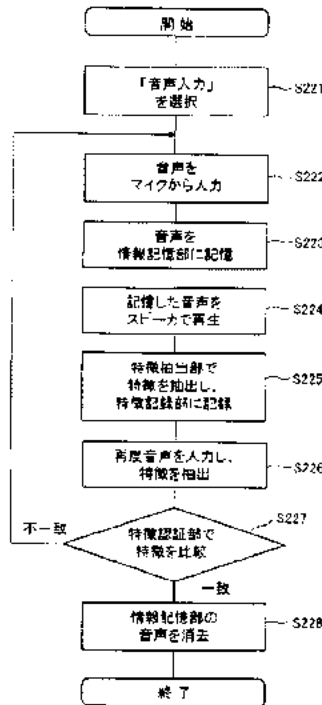 開始
「音声入力」
を選択
S221
音声を
マイクから入力
S222
音声を
情報記憶部に記憶
S223
記憶した音声を
スピーカで再生
S224
特徴抽出部で
特徴を抽出し、
特徴記録部に記録
S225
再度音声を入力し、
特徴を抽出
S226
S227
不一致
特徴認証部で
特徴を比較
一致
情報記憶部の
音声を消去
S228
終了